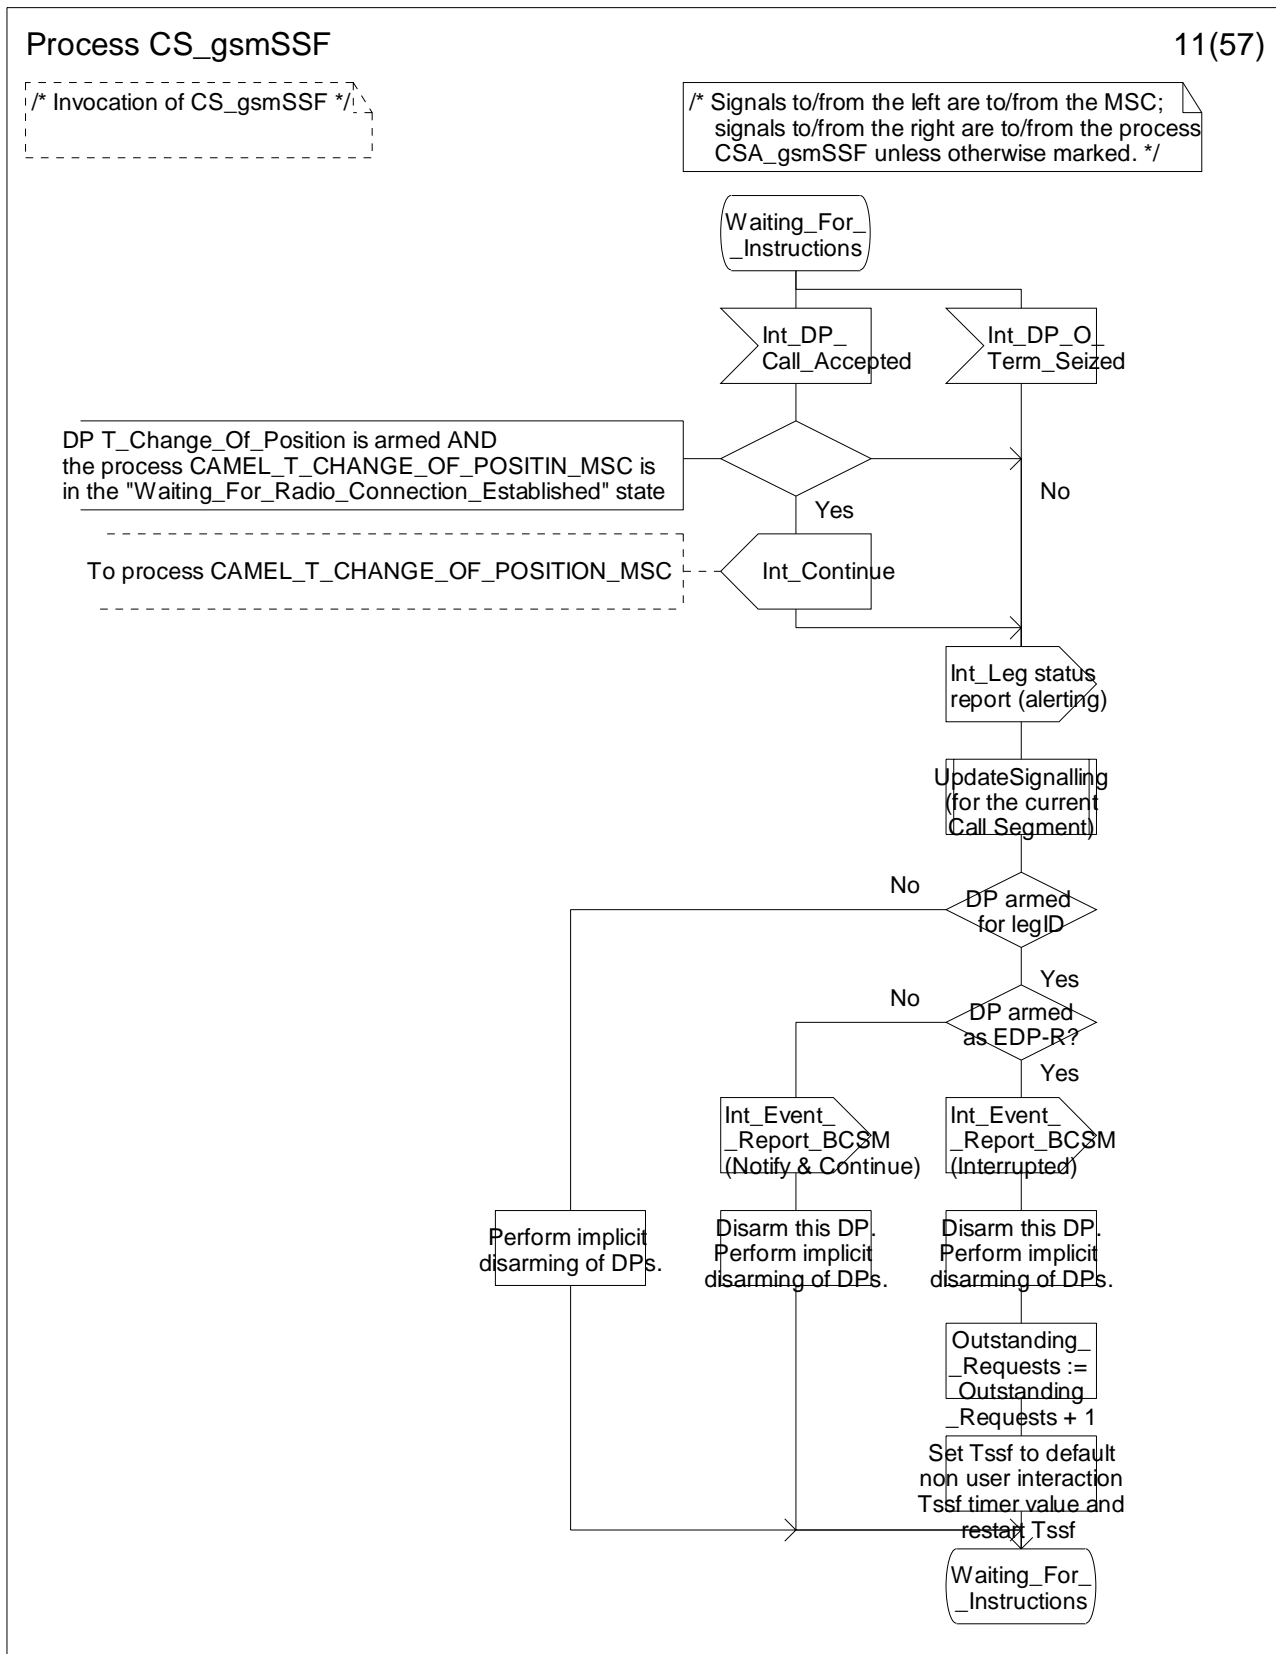 Process CS_gsmSSF
11(57)
/* Invocation of CS_gsmSSF */
/* Signals to/from the left are to/from the MSC;
signals to/from the right are to/from the process
CSA_gsmSSF unless otherwise marked. */
Waiting_For_
_Instructions
Int_DP_
Call_Accepted
Int_DP_O_
Term_Seized
DP T_Change_Of_Position is armed AND
the process CAMEL_T_CHANGE_OF_POSITIN_MSC is
in the "Waiting_For_Radio_Connection_Established" state
No
Yes
To process CAMEL_T_CHANGE_OF_POSITION_MSC
Int_Continue
Int_Leg status
report (alerting)
UpdateSignalling
(for the current
Call Segment)
No
DP armed
for legID
Yes
No
DP armed
as EDP-R?
Yes
Int_Event_
_Report_BCSM
(Notify & Continue)
Int_Event_
_Report_BCSM
(Interrupted)
Perform implicit
disarming of DPs.
Disarm this DP.
Perform implicit
disarming of DPs.
Disarm this DP.
Perform implicit
disarming of DPs.
Outstanding_
_Requests :=
Outstanding_
_Requests + 1
Set Tssf to default
non user interaction
Tssf timer value and
restart Tssf
Waiting_For_
_Instructions